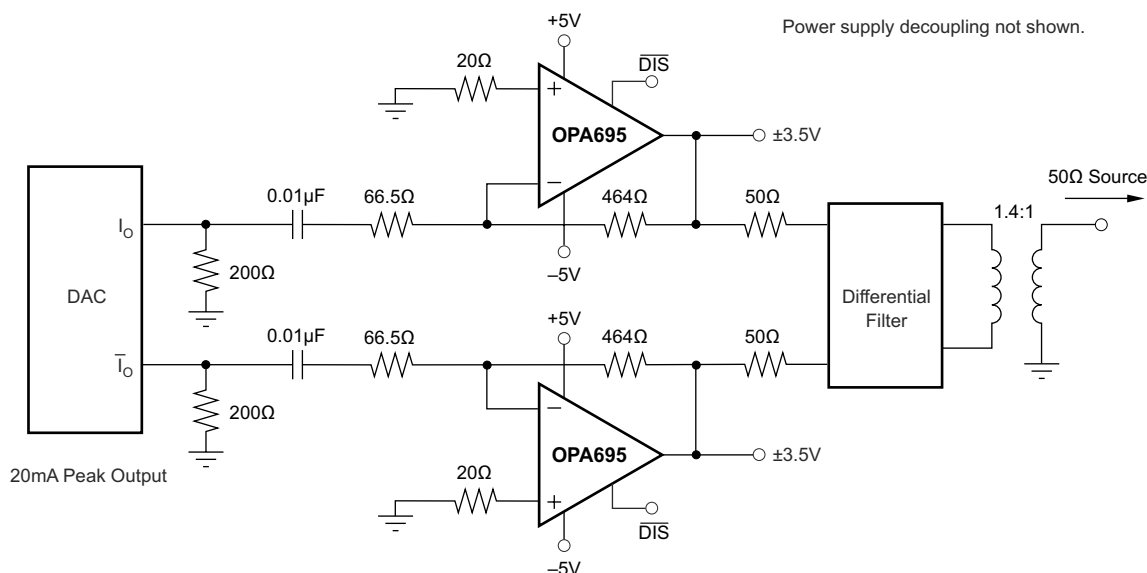 Power supply decoupling not shown.
+5V
20Ω
DIS
+
OPA695
±3.5V
−
50Ω Source
0.01µF
66.5Ω
464Ω
50Ω
1.4:1
I_O
–5V
200Ω
DAC
Differential
Filter
+5V
0.01µF
66.5Ω
464Ω
50Ω
I̅_O
−
200Ω
OPA695
±3.5V
20mA Peak Output
20Ω
+
DIS
–5V